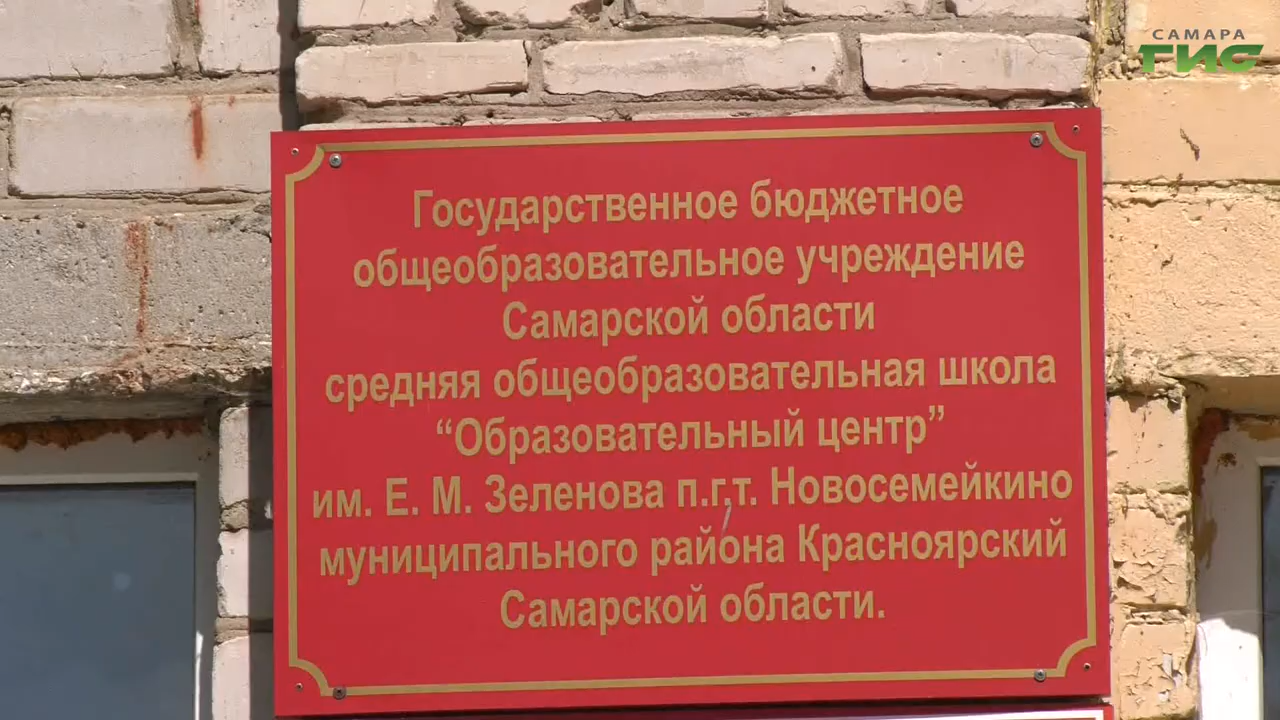 САМАРА
ГИС
Государственное бюджетное
общеобразовательное учреждение
Самарской области
средняя общеобразовательная школа
“Образовательный центр”
им. Е. М. Зеленова п.г.т. Новосемейкино
муниципального района Красноярский
Самарской области.